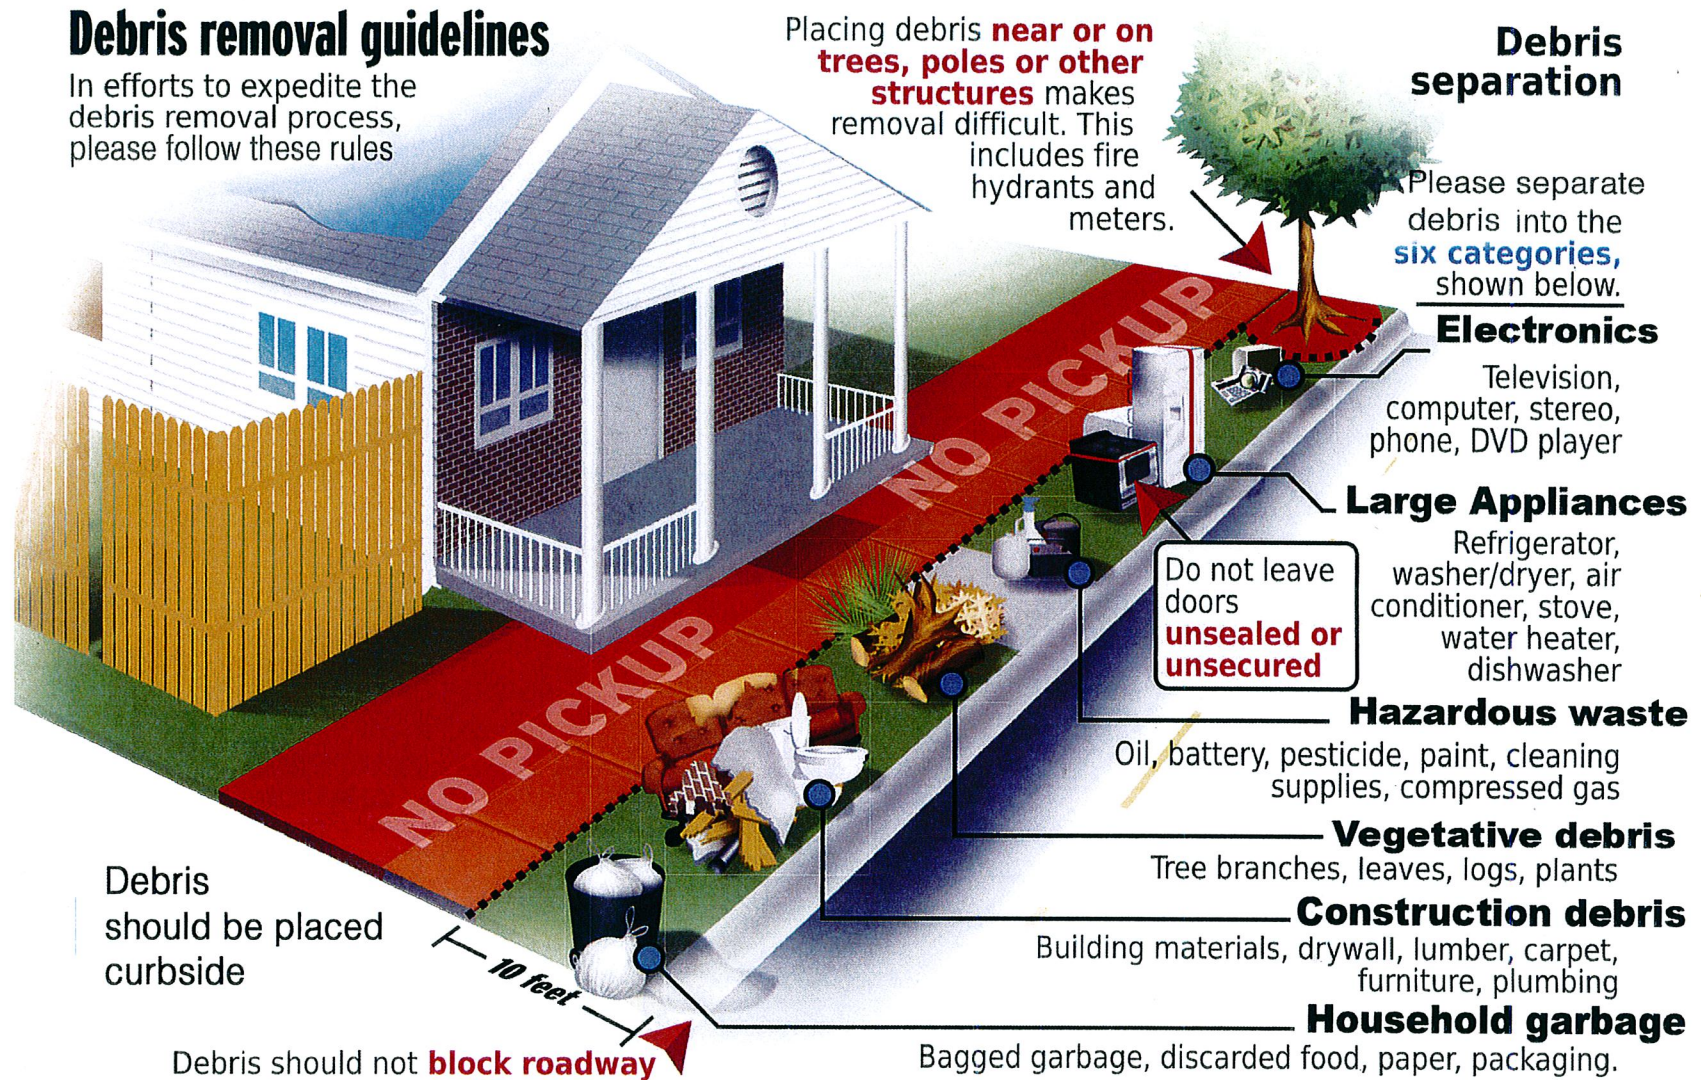 Debris removal guidelines
In efforts to expedite the
debris removal process,
please follow these rules
Placing debris near or on
trees, poles or other
structures makes
removal difficult. This
includes fire
hydrants and
meters.
Debris
separation
Please separate
debris into the
six categories,
shown below.
Electronics
Television,
computer, stereo,
phone, DVD player
Large Appliances
Refrigerator,
washer/dryer, air
conditioner, stove,
water heater,
dishwasher
Do not leave
doors
unsealed or
unsecured
Hazardous waste
Oil, battery, pesticide, paint, cleaning
supplies, compressed gas
Vegetative debris
Tree branches, leaves, logs, plants
Construction debris
Building materials, drywall, lumber, carpet,
furniture, plumbing
Household garbage
Bagged garbage, discarded food, paper, packaging.
NO PICKUP
NO PICKUP
NO PICKUP
Debris
should be placed
curbside
10 feet
Debris should not block roadway